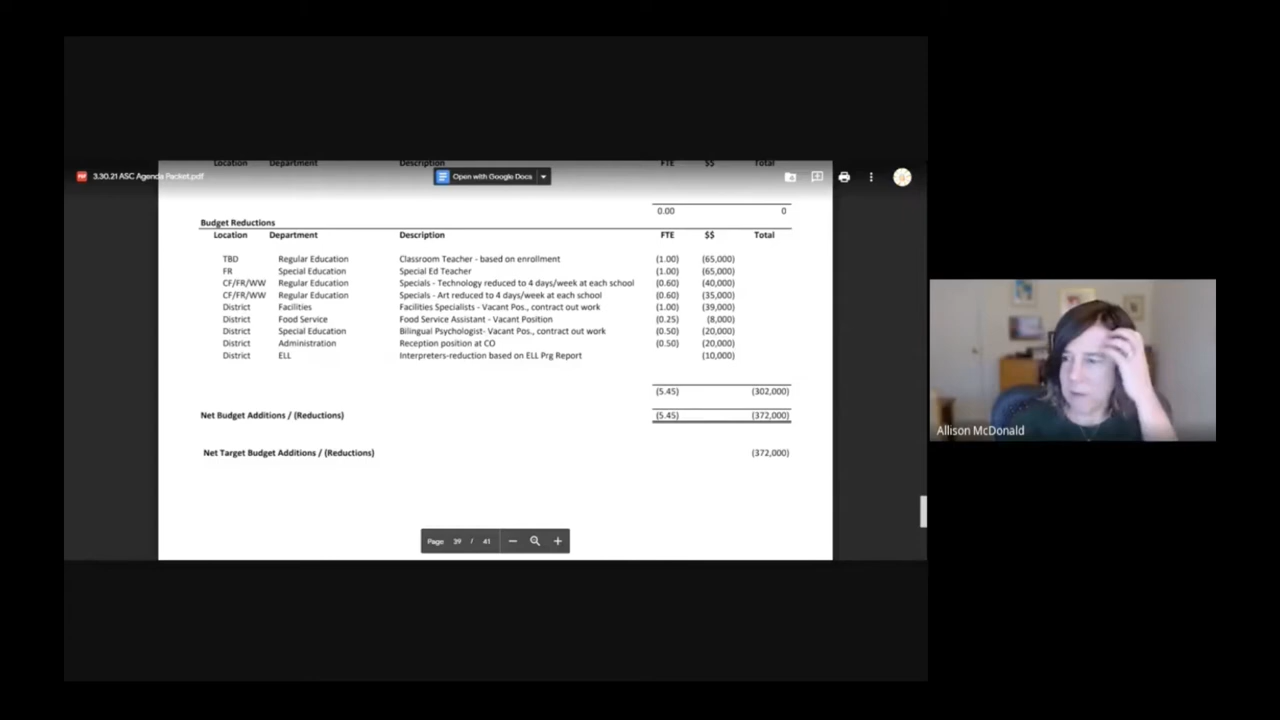 Location Department Description FTE $$ Total
3.30.21 ASC Agenda Packet.pdf
Open with Google Docs
0.00 0
Budget Reductions
Location Department Description FTE $$ Total
TBD Regular Education Classroom Teacher - based on enrollment (1.00) (65,000)
FR Special Education Special Ed Teacher (1.00) (65,000)
CF/FR/WW Regular Education Specials - Technology reduced to 4 days/week at each school (0.60) (40,000)
CF/FR/WW Regular Education Specials - Art reduced to 4 days/week at each school (0.60) (35,000)
District Facilities Facilities Specialists - Vacant Pos., contract out work (1.00) (39,000)
District Food Service Food Service Assistant - Vacant Position (0.25) (8,000)
District Special Education Bilingual Psychologist- Vacant Pos., contract out work (0.50) (20,000)
District Administration Reception position at CO (0.50) (20,000)
District ELL Interpreters-reduction based on ELL Prg Report (10,000)
(5.45) (302,000)
Net Budget Additions / (Reductions) (5.45) (372,000)
Net Target Budget Additions / (Reductions) (372,000)
Page 39 / 41
Allison McDonald